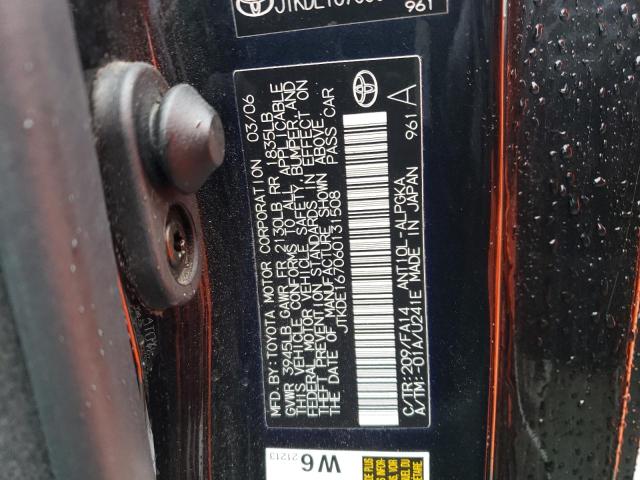 961
MFD.BY:TOYOTA MOTOR CORPORATION 03/06
GVWR 3945LB GAWR FR 2130LB RR 1835LB
THIS VEHICLE CONFORMS TO ALL APPLICABLE
FEDERAL MOTOR VEHICLE SAFETY, BUMPER, AND
THEFT PREVENTION STANDARDS IN EFFECT ON
THE DATE OF MANUFACTURE SHOWN ABOVE.
JTKDE167060131508 PASS CAR
961 A
C/TR:209/FA14 ANTIOL-ALPGKA
A/TM:-01A/U241E MADE IN JAPAN
W6
21213